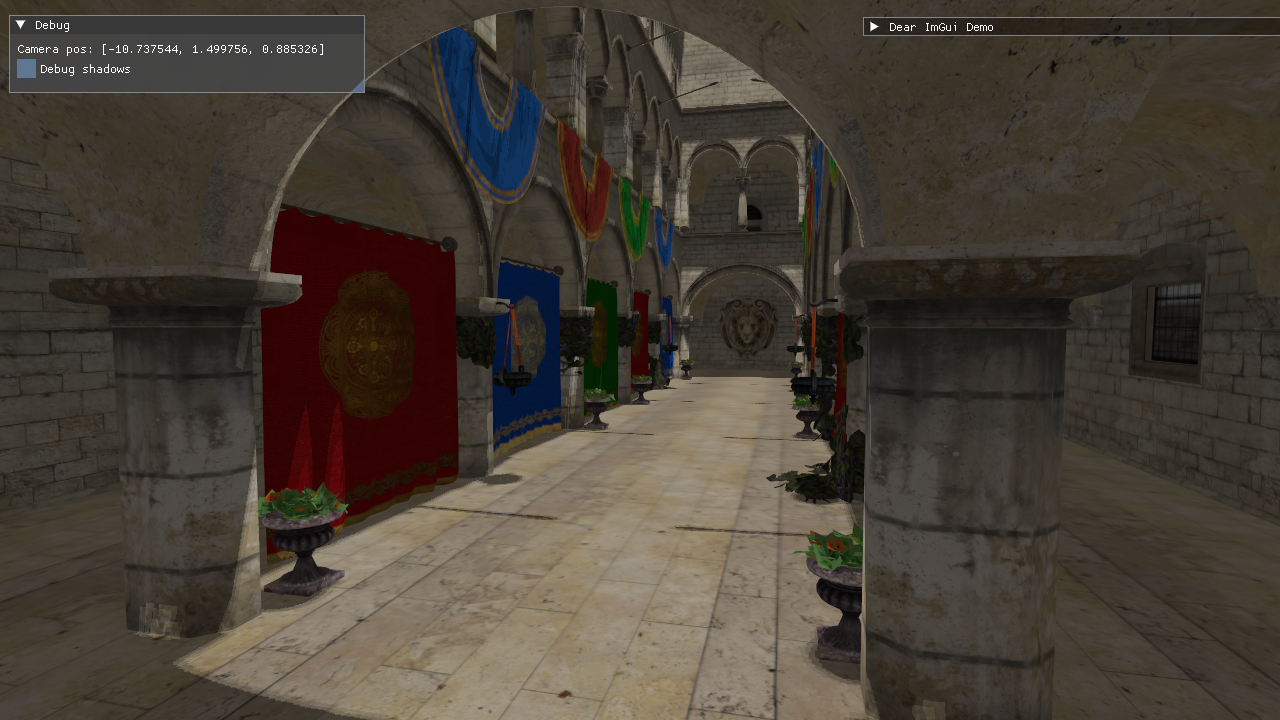 Debug
Camera pos: [-10.737544, 1.499756, 0.885326]
Debug shadows
Dear ImGui Demo